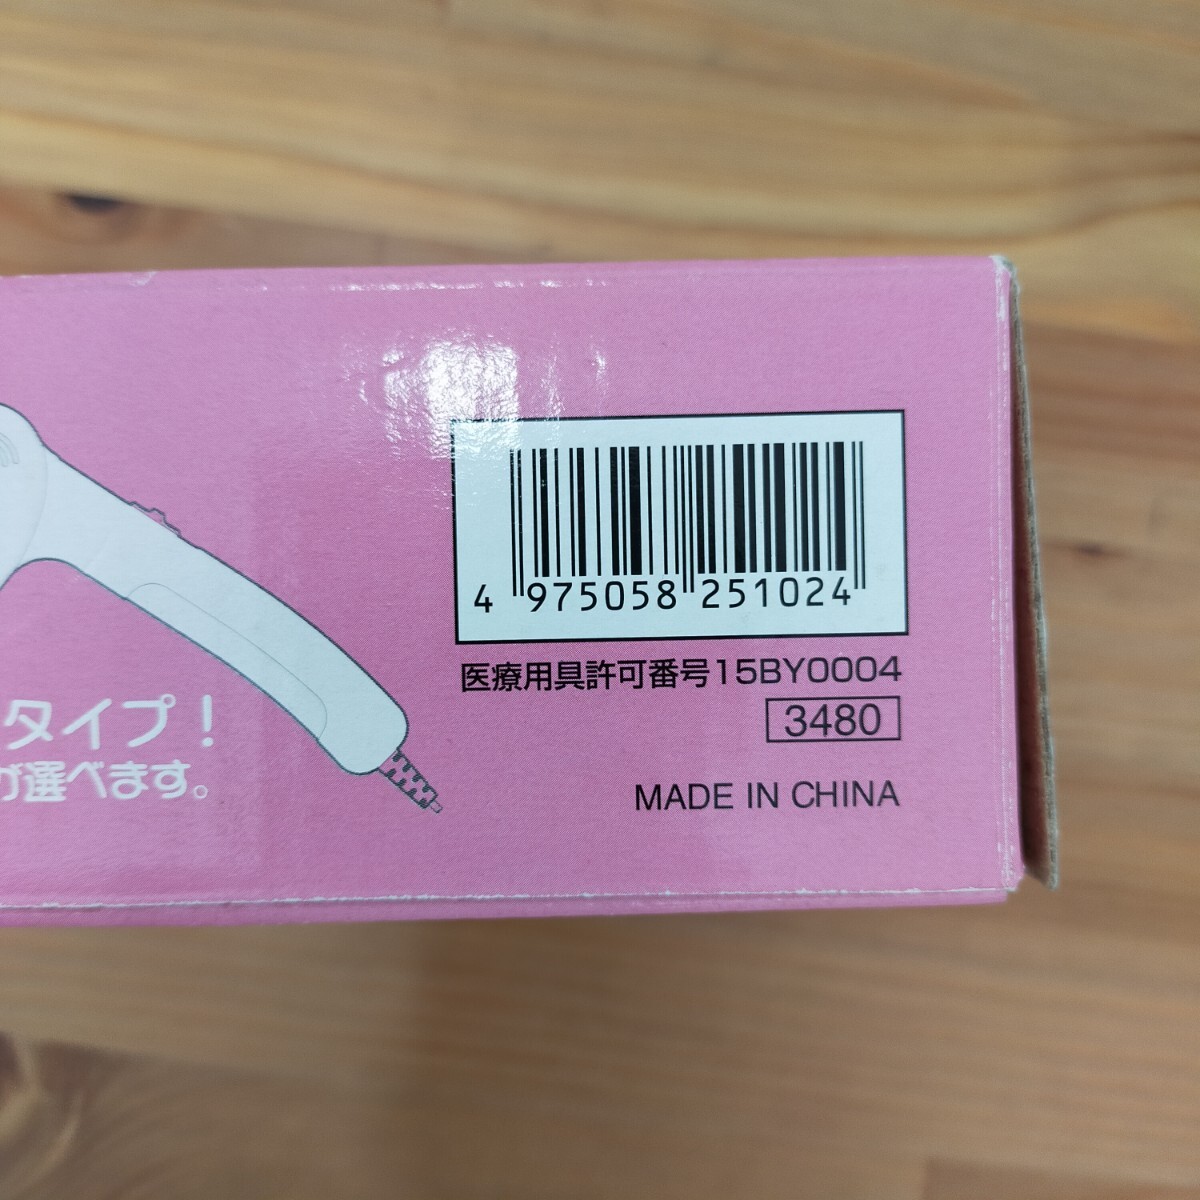 タイプ！
が選べます。
4 975058 251024
医療用具許可番号15BY0004
3480
MADE IN CHINA